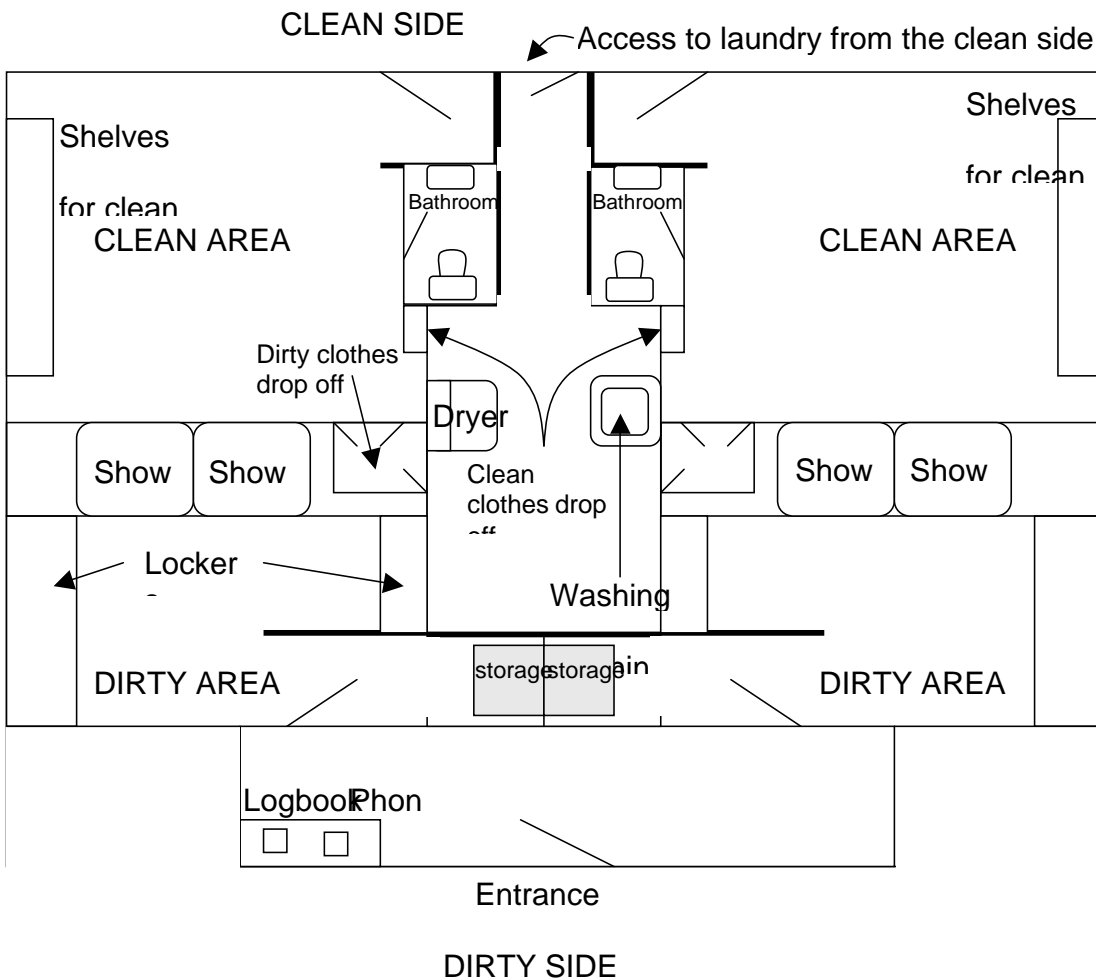 CLEAN SIDE
Access to laundry from the clean side
Shelves
for clean
Shelves
for clean
Bathroom
Bathroom
CLEAN AREA
CLEAN AREA
Dirty clothes
drop off
Dryer
Show
Show
Show
Show
Clean
clothes drop
off
Locker
Washing
storage
storage
DIRTY AREA
DIRTY AREA
Logbook
Phon
Entrance
DIRTY SIDE